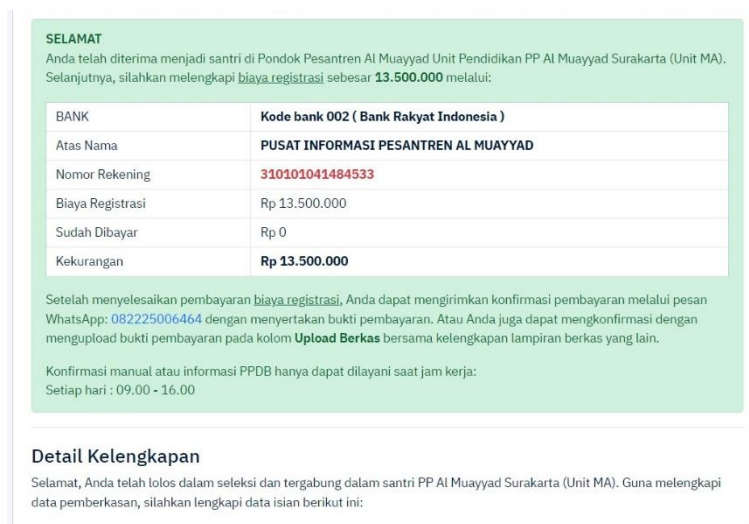 SELAMAT
Anda telah diterima menjadi santri di Pondok Pesantren Al Muayyad Unit Pendidikan PP Al Muayyad Surakarta (Unit MA).
Selanjutnya, silahkan melengkapi biaya registrasi sebesar 13.500.000 melalui:
BANK Kode bank 002 ( Bank Rakyat Indonesia )
Atas Nama PUSAT INFORMASI PESANTREN AL MUAYYAD
Nomor Rekening 310101041484533
Biaya Registrasi Rp 13.500.000
Sudah Dibayar Rp 0
Kekurangan Rp 13.500.000
Setelah menyelesaikan pembayaran biaya registrasi, Anda dapat mengirimkan konfirmasi pembayaran melalui pesan
WhatsApp: 082225006464 dengan menyertakan bukti pembayaran. Atau Anda juga dapat mengkonfirmasi dengan
mengupload bukti pembayaran pada kolom Upload Berkas bersama kelengkapan lampiran berkas yang lain.
Konfirmasi manual atau informasi PPDB hanya dapat dilayani saat jam kerja:
Setiap hari : 09.00 - 16.00
Detail Kelengkapan
Selamat, Anda telah lolos dalam seleksi dan tergabung dalam santri PP Al Muayyad Surakarta (Unit MA). Guna melengkapi
data pemberkasan, silahkan lengkapi data isian berikut ini: